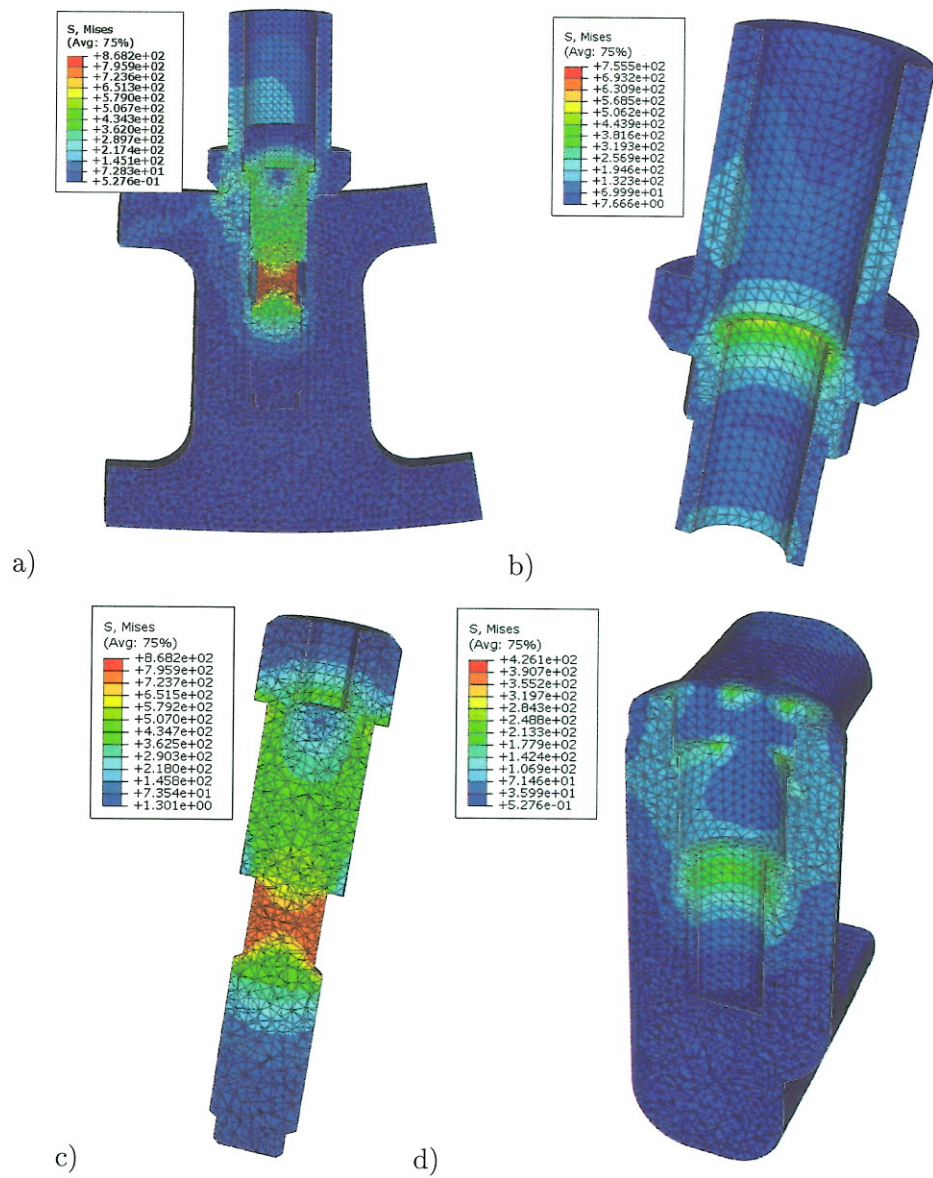 S, Mises
(Avg: 75%)
+8.682e+02
+7.959e+02
+7.236e+02
+6.513e+02
+5.790e+02
+5.067e+02
+4.343e+02
+3.620e+02
+2.897e+02
+2.174e+02
+1.451e+02
+7.283e+01
+5.276e-01
a)
S, Mises
(Avg: 75%)
+7.555e+02
+6.932e+02
+6.309e+02
+5.685e+02
+5.062e+02
+4.439e+02
+3.816e+02
+3.193e+02
+2.569e+02
+1.946e+02
+1.323e+02
+6.999e+01
+7.666e+00
b)
S, Mises
(Avg: 75%)
+8.682e+02
+7.959e+02
+7.237e+02
+6.515e+02
+5.792e+02
+5.070e+02
+4.347e+02
+3.625e+02
+2.903e+02
+2.180e+02
+1.458e+02
+7.354e+01
+1.301e+00
c)
S, Mises
(Avg: 75%)
+4.261e+02
+3.907e+02
+3.552e+02
+3.197e+02
+2.843e+02
+2.488e+02
+2.133e+02
+1.779e+02
+1.424e+02
+1.069e+02
+7.146e+01
+3.599e+01
+5.276e-01
d)